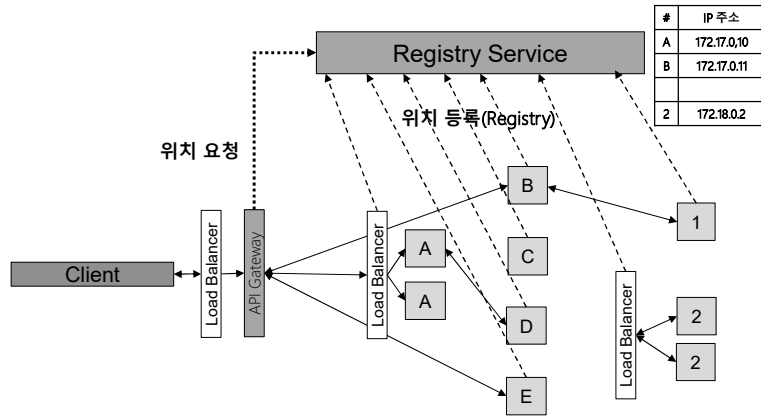 # IP 주소
A 172.17.0,10
B 172.17.0.11
2 172.18.0.2
Registry Service
위치 등록(Registry)
위치 요청
B
1
Client
Load Balancer
API Gateway
Load Balancer
A
A
C
D
E
Load Balancer
2
2